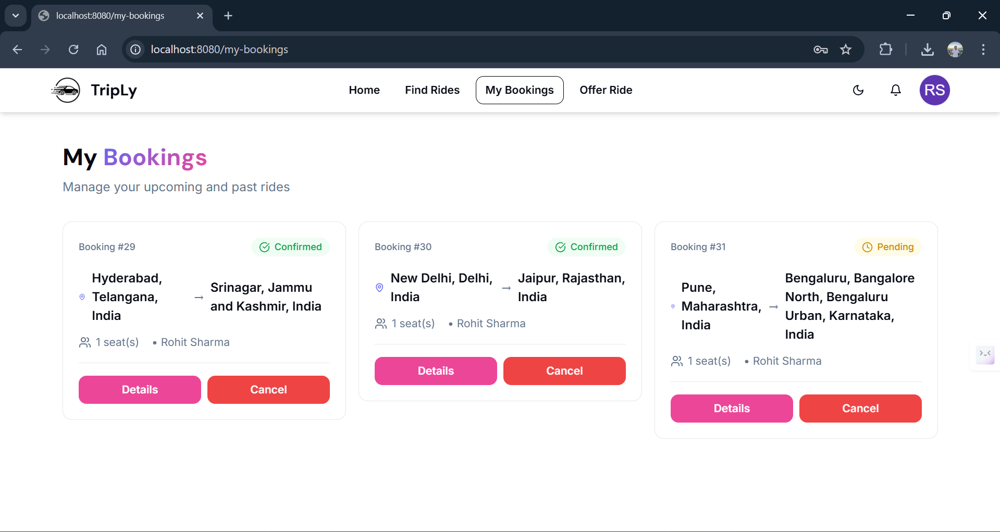 localhost:8080/my-bookings
localhost:8080/my-bookings
TripLy
Home
Find Rides
My Bookings
Offer Ride
RS
My Bookings
Manage your upcoming and past rides
Booking #29
Confirmed
Hyderabad,
Telangana,
India
→
Srinagar, Jammu
and Kashmir, India
1 seat(s)
• Rohit Sharma
Details
Cancel
Booking #30
Confirmed
New Delhi, Delhi,
India
→
Jaipur, Rajasthan,
India
1 seat(s)
• Rohit Sharma
Details
Cancel
Booking #31
Pending
Pune,
Maharashtra,
India
→
Bengaluru, Bangalore
North, Bengaluru
Urban, Karnataka,
India
1 seat(s)
• Rohit Sharma
Details
Cancel